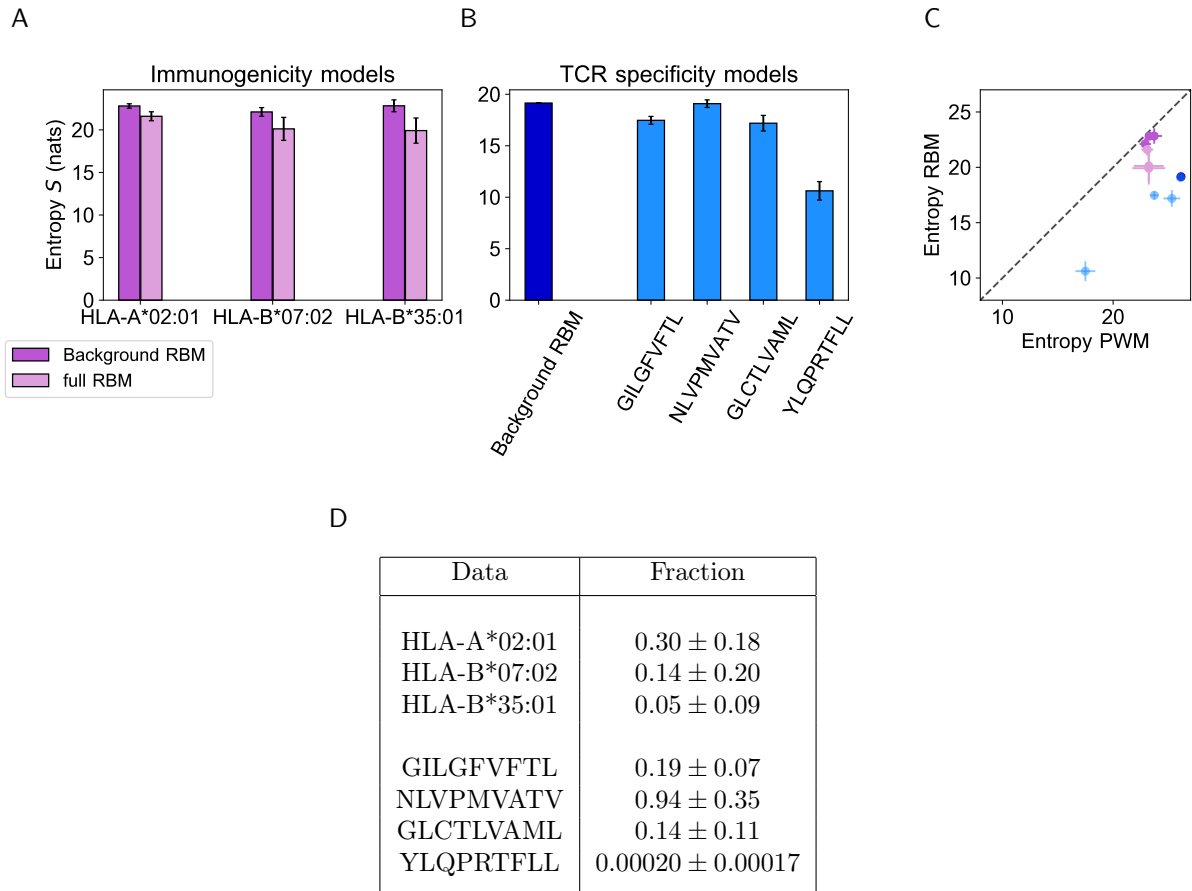 A
B
C
Immunogenicity models
Entropy S (nats)
20
15
10
5
0
HLA-A*02:01
HLA-B*07:02
HLA-B*35:01
Background RBM
full RBM
TCR specificity models
20
15
10
5
0
Background RBM
GILGFVFTL
NLVPMVATV
GLCTLVAML
YLQPRTFLL
Entropy RBM
25
20
15
10
10
20
Entropy PWM
D
Data Fraction
HLA-A*02:01 0.30 ± 0.18
HLA-B*07:02 0.14 ± 0.20
HLA-B*35:01 0.05 ± 0.09
GILGFVFTL 0.19 ± 0.07
NLVPMVATV 0.94 ± 0.35
GLCTLVAML 0.14 ± 0.11
YLQPRTFLL 0.00020 ± 0.00017